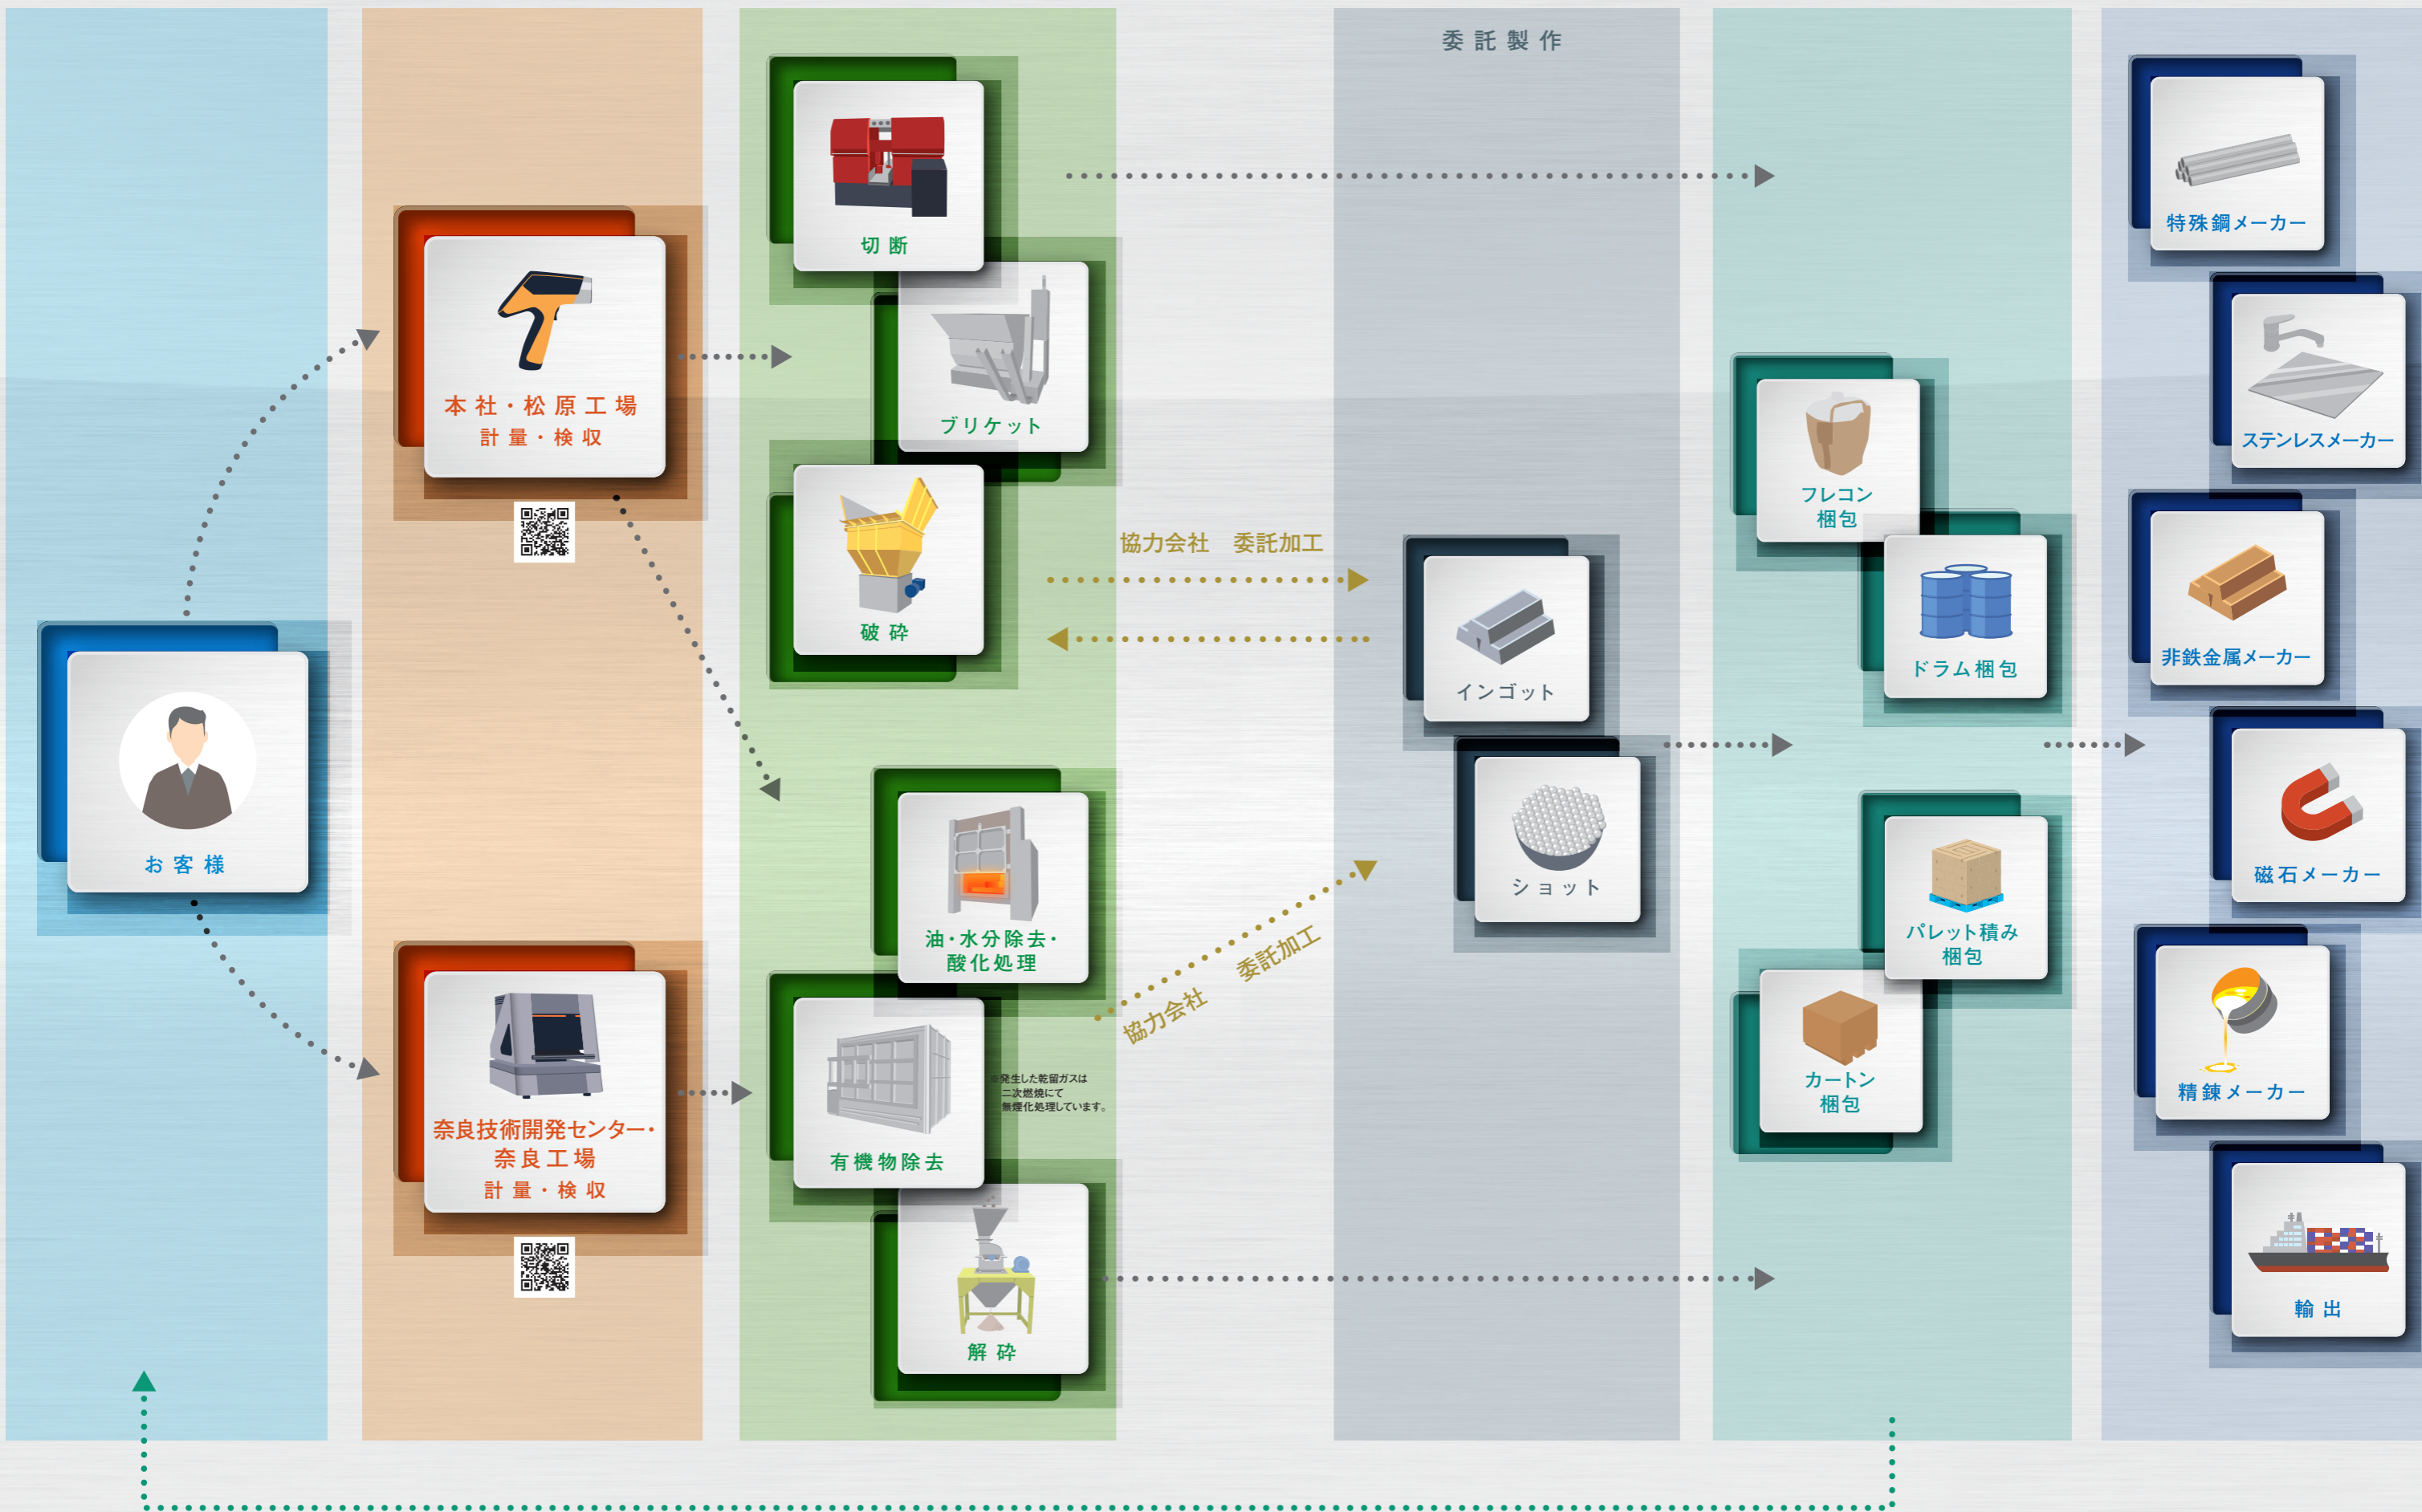 委託製作
切断
特殊鋼メーカー
本社・松原工場
計量・検収
ブリケット
ステンレスメーカー
フレコン
梱包
協力会社　委託加工
破砕
非鉄金属メーカー
ドラム梱包
インゴット
お客様
磁石メーカー
ショット
油・水分除去・
酸化処理
パレット積み
梱包
協力会社　委託加工
※発生した乾留ガスは
二次燃焼にて
無煙化処理しています。
カートン
梱包
精錬メーカー
奈良技術開発センター・
奈良工場
計量・検収
有機物除去
輸出
解砕